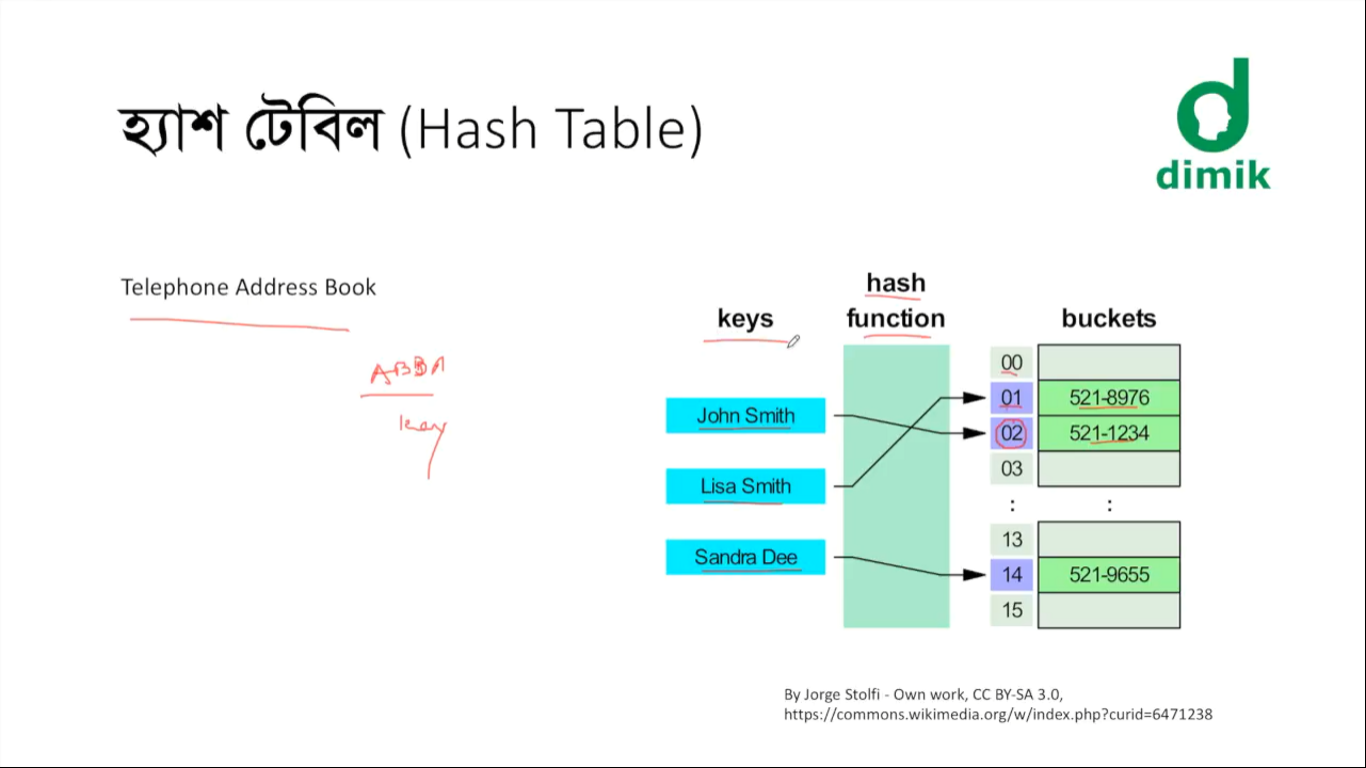 হ্যাশ টেবিল (Hash Table)
dimik
Telephone Address Book
ABBA
key
keys
hash
function
buckets
John Smith
Lisa Smith
Sandra Dee
00
01 521-8976
02 521-1234
03
: :
13
14 521-9655
15
By Jorge Stolfi - Own work, CC BY-SA 3.0,
https://commons.wikimedia.org/w/index.php?curid=6471238